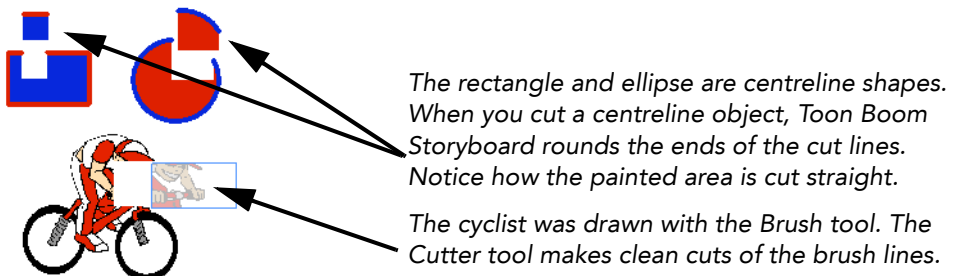 The rectangle and ellipse are centreline shapes.
When you cut a centreline object, Toon Boom
Storyboard rounds the ends of the cut lines.
Notice how the painted area is cut straight.
The cyclist was drawn with the Brush tool. The
Cutter tool makes clean cuts of the brush lines.